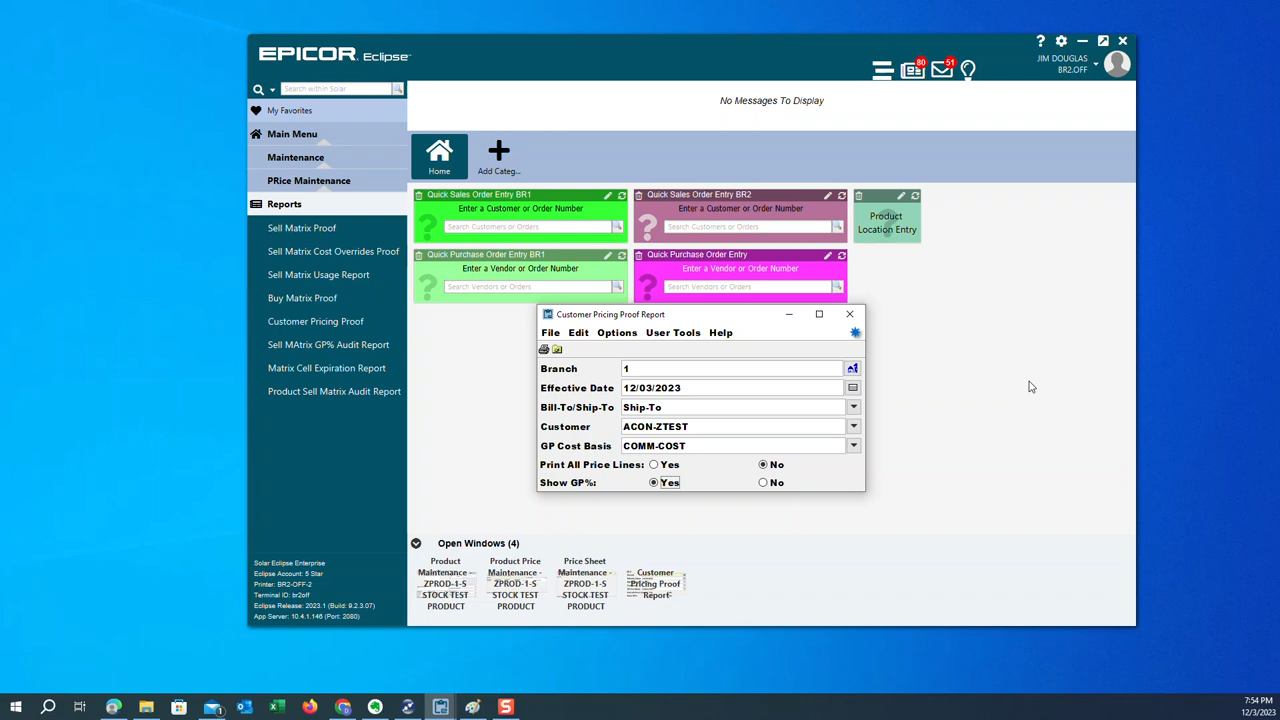 EPICOR Eclipse
80
51
JIM DOUGLAS
BR2.OFF
Search within Solar
My Favorites
Main Menu
Maintenance
PRice Maintenance
Reports
Sell Matrix Proof
Sell Matrix Cost Overrides Proof
Sell Matrix Usage Report
Buy Matrix Proof
Customer Pricing Proof
Sell MAtrix GP% Audit Report
Matrix Cell Expiration Report
Product Sell Matrix Audit Report
Solar Eclipse Enterprise
Eclipse Account: 5 Star
Printer: BR2-OFF-2
Terminal ID: br2off
Eclipse Release: 2023.1 (Build: 9.2.3.07)
App Server: 10.4.1.146 (Port: 2080)
No Messages To Display
Home
Add Categ...
Quick Sales Order Entry BR1
Enter a Customer or Order Number
Search Customers or Orders
Quick Sales Order Entry BR2
Enter a Customer or Order Number
Search Customers or Orders
Product
Location Entry
Quick Purchase Order Entry BR1
Enter a Vendor or Order Number
Search Vendors or Orders
Quick Purchase Order Entry
Enter a Vendor or Order Number
Search Vendors or Orders
Customer Pricing Proof Report
File Edit Options User Tools Help
Branch 1
Effective Date 12/03/2023
Bill-To/Ship-To Ship-To
Customer ACON-ZTEST
GP Cost Basis COMM-COST
Print All Price Lines: Yes No
Show GP%: Yes No
Open Windows (4)
Product
Maintenance -
ZPROD-1-S
STOCK TEST
PRODUCT
Product Price
Maintenance -
ZPROD-1-S
STOCK TEST
PRODUCT
Price Sheet
Maintenance -
ZPROD-1-S
STOCK TEST
PRODUCT
Customer
Pricing Proof
Report-
7:54 PM
12/3/2023